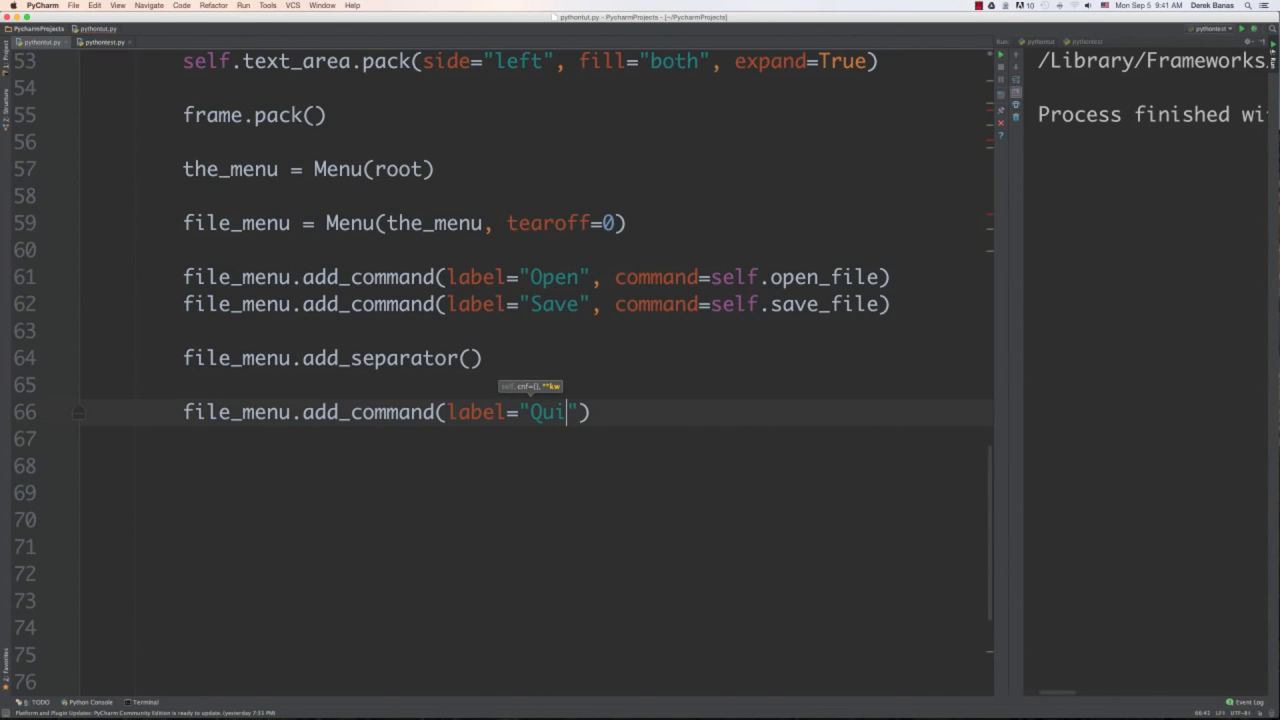 PyCharm File Edit View Navigate Code Refactor Run Tools VCS Window Help 10 Mon Sep 5 9:41 AM Derek Banas
pythontut.py - PycharmProjects - [~/PycharmProjects]
PycharmProjects pythontut.py pythontest
pythontut.py pythontest.py Run: pythontut pythontest
1: Project
7: Structure
2: Favorites
53 self.text_area.pack(side="left", fill="both", expand=True)
54
55 frame.pack()
56
57 the_menu = Menu(root)
58
59 file_menu = Menu(the_menu, tearoff=0)
60
61 file_menu.add_command(label="Open", command=self.open_file)
62 file_menu.add_command(label="Save", command=self.save_file)
63
64 file_menu.add_separator()
65
self, cnf={}, **kw
66 file_menu.add_command(label="Qui")
67
68
69
70
71
72
73
74
75
76
/Library/Frameworks
Process finished wi
6: TODO Python Console Terminal Event Log
Platform and Plugin Updates: PyCharm Community Edition is ready to update. (yesterday 7:51 PM) 66:41 LF÷ UTF-8÷